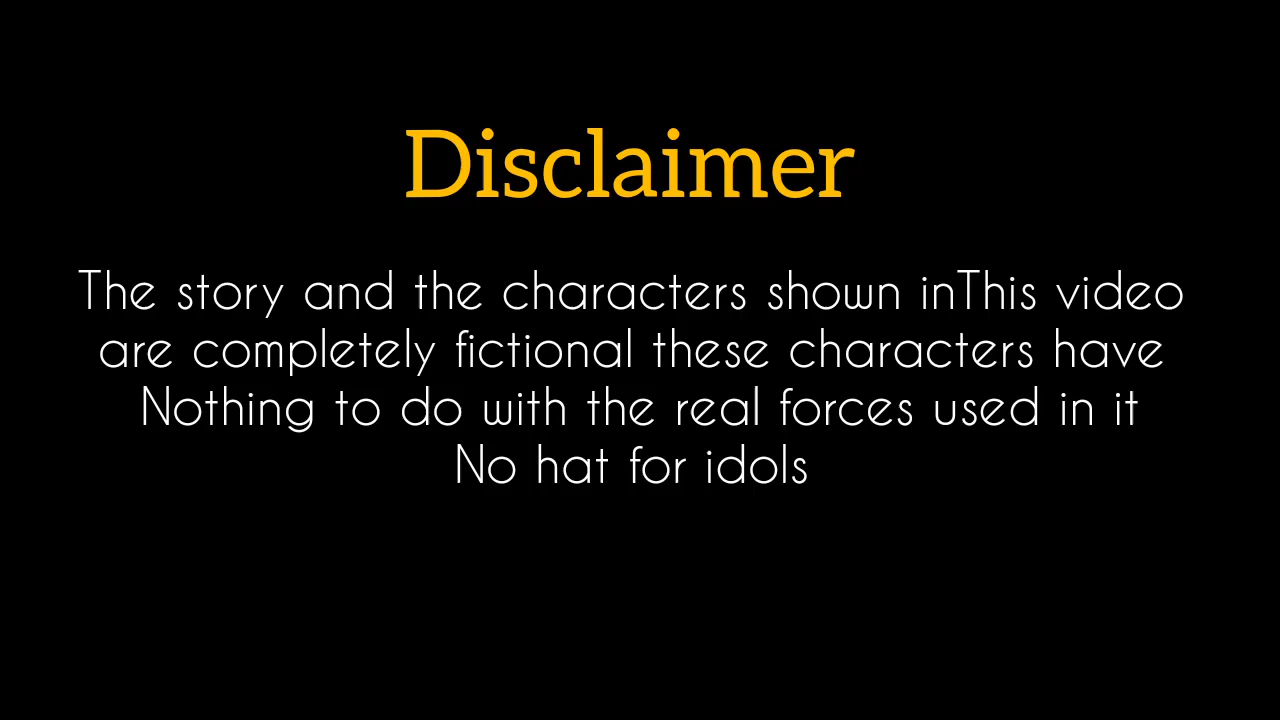 Disclaimer
The story and the characters shown inThis video
are completely fictional these characters have
Nothing to do with the real forces used in it
No hat for idols